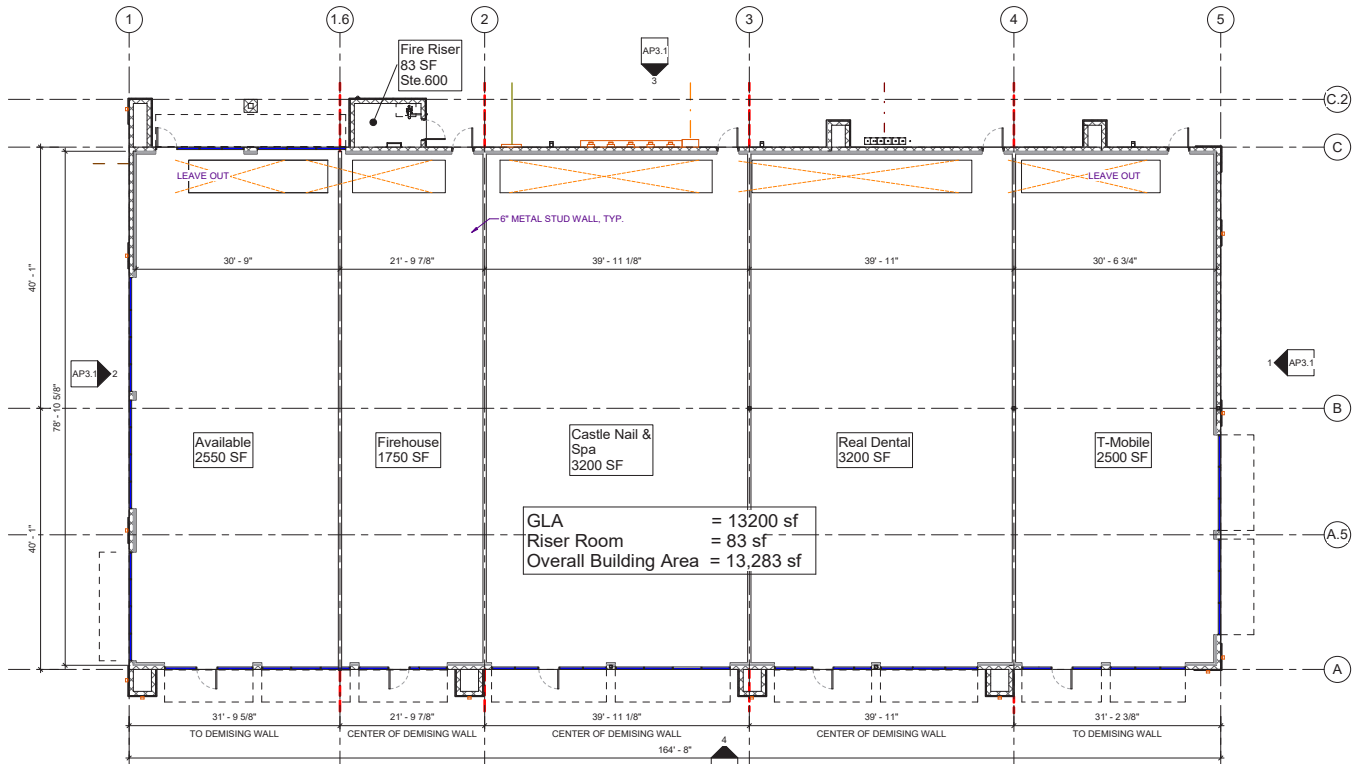 1
1.6
2
3
4
5
Fire Riser
83 SF
Ste.600
AP3.1
3
C.2
C
LEAVE OUT
LEAVE OUT
6" METAL STUD WALL, TYP.
30' - 9"
21' - 9 7/8"
39' - 11 1/8"
39' - 11"
30' - 6 3/4"
40' - 1"
78' - 10 5/8"
AP3.1
2
1
AP3.1
B
Available
2550 SF
Firehouse
1750 SF
Castle Nail &
Spa
3200 SF
Real Dental
3200 SF
T-Mobile
2500 SF
GLA = 13200 sf
Riser Room = 83 sf
Overall Building Area = 13,283 sf
40' - 1"
A.5
A
31' - 9 5/8"
21' - 9 7/8"
39' - 11 1/8"
39' - 11"
31' - 2 3/8"
TO DEMISING WALL
CENTER OF DEMISING WALL
CENTER OF DEMISING WALL
CENTER OF DEMISING WALL
TO DEMISING WALL
164' - 8"
4